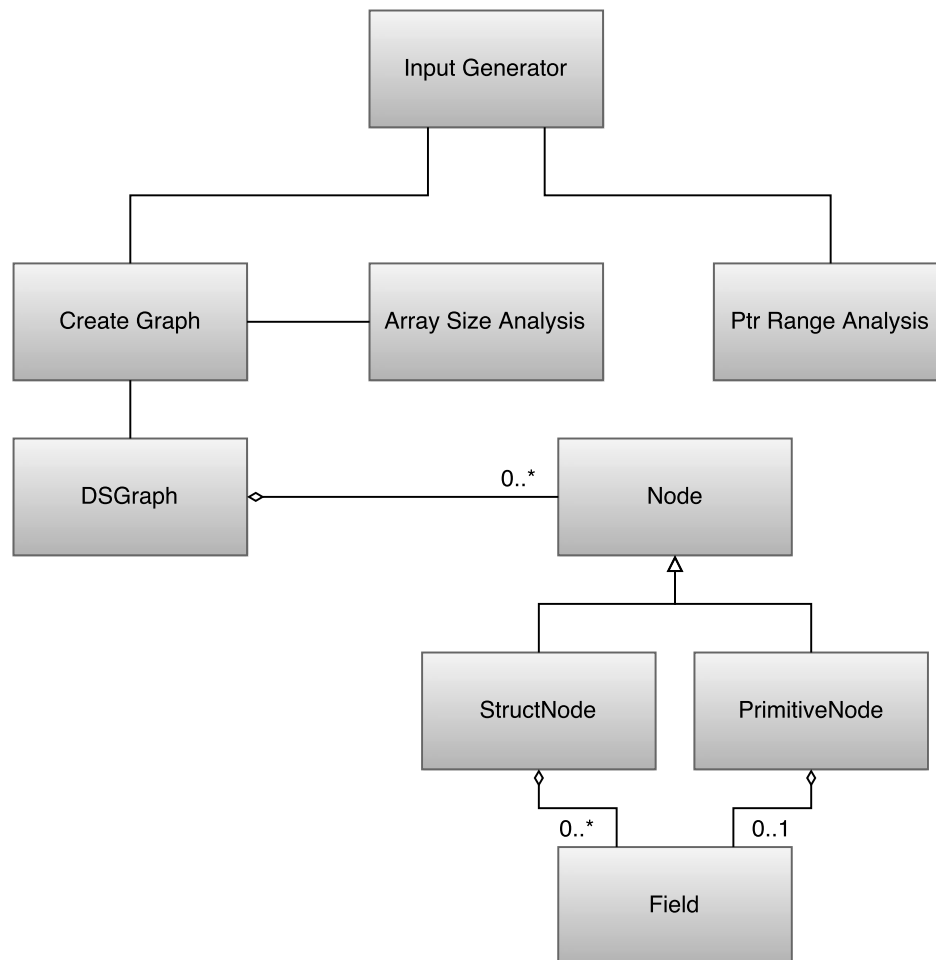 Input Generator
Create Graph
Array Size Analysis
Ptr Range Analysis
DSGraph
0..*
Node
StructNode
PrimitiveNode
0..*
0..1
Field